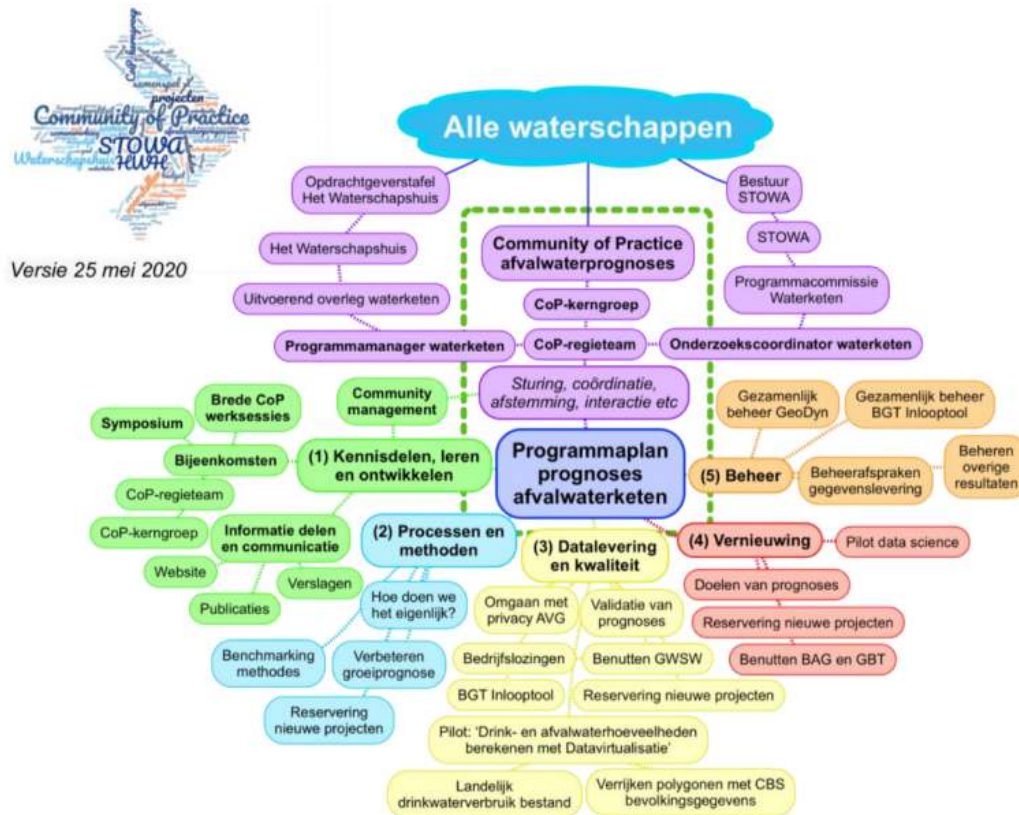 samenspel
projecten
Community of Practice
STOWA
Waterschapshuis
HWH
Versie 25 mei 2020
Alle waterschappen
Opdrachtgeverstafel
Het Waterschapshuis
Bestuur
STOWA
Het Waterschapshuis
Community of Practice
afvalwaterprognoses
STOWA
Uitvoerend overleg waterketen
CoP-kerngroep
Programmacommissie
Waterketen
Programmamanager waterketen
CoP-regieteam
Onderzoekscoordinator waterketen
Community
management
Sturing, coördinatie,
afstemming, interactie etc
Gezamenlijk
beheer GeoDyn
Gezamenlijk beheer
BGT Inlooptool
Brede CoP
werksessies
Symposium
Bijeenkomsten
(1) Kennisdelen, leren
en ontwikkelen
Programmaplan
prognoses
afvalwaterketen
(5) Beheer
Beheerafspraken
gegevenslevering
Beheren
overige
resultaten
CoP-regieteam
CoP-kerngroep
Informatie delen
en communicatie
Website
Verslagen
Publicaties
(2) Processen en
methoden
Hoe doen we
het eigenlijk?
Benchmarking
methodes
Verbeteren
groeiprognose
Reservering
nieuwe projecten
(3) Datalevering
en kwaliteit
Omgaan met
privacy AVG
Validatie van
prognoses
Bedrijfslozingen
Benutten GWSW
BGT Inlooptool
Reservering nieuwe projecten
Pilot: 'Drink- en afvalwaterhoeveelheden
berekenen met Datavirtualisatie'
Landelijk
drinkwaterverbruik bestand
Verrijken polygonen met CBS
bevolkingsgegevens
(4) Vernieuwing
Pilot data science
Doelen van prognoses
Reservering nieuwe projecten
Benutten BAG en GBT